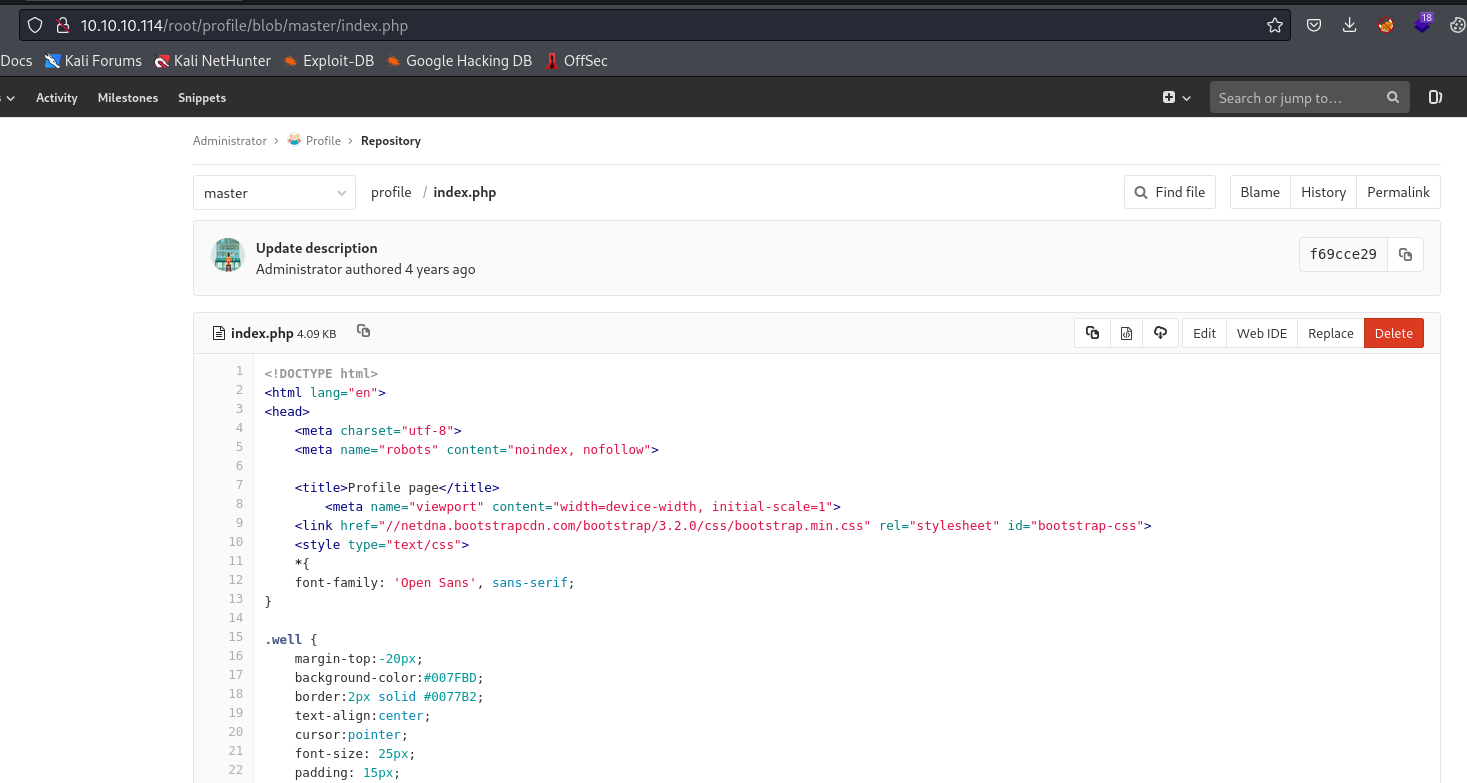 10.10.10.114/root/profile/blob/master/index.php
18
Docs Kali Forums Kali NetHunter Exploit-DB Google Hacking DB OffSec
s Activity Milestones Snippets Search or jump to…
Administrator › Profile › Repository
master profile / index.php Find file Blame History Permalink
Update description
Administrator authored 4 years ago
f69cce29
index.php 4.09 KB Edit Web IDE Replace Delete
1 <!DOCTYPE html>
2 <html lang="en">
3 <head>
4     <meta charset="utf-8">
5     <meta name="robots" content="noindex, nofollow">
6
7     <title>Profile page</title>
8         <meta name="viewport" content="width=device-width, initial-scale=1">
9     <link href="//netdna.bootstrapcdn.com/bootstrap/3.2.0/css/bootstrap.min.css" rel="stylesheet" id="bootstrap-css">
10     <style type="text/css">
11     *{
12     font-family: 'Open Sans', sans-serif;
13 }
14
15 .well {
16     margin-top:-20px;
17     background-color:#007FBD;
18     border:2px solid #0077B2;
19     text-align:center;
20     cursor:pointer;
21     font-size: 25px;
22     padding: 15px;